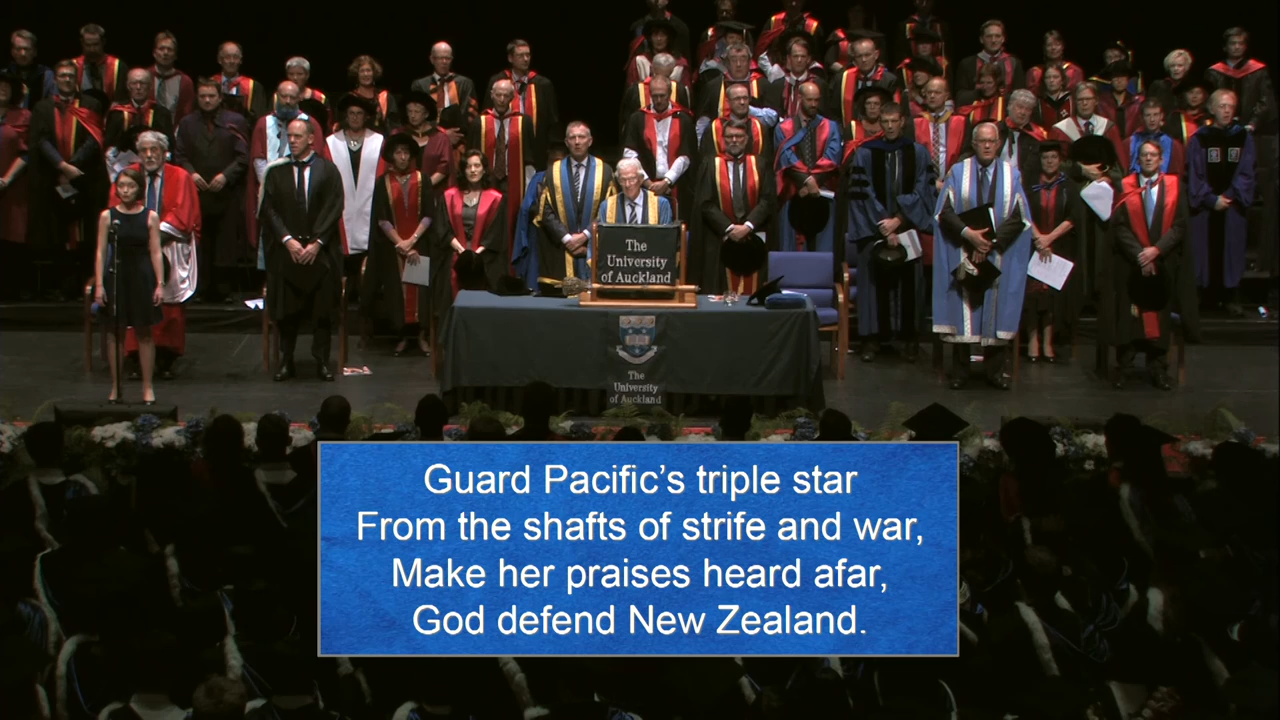 The
University
of Auckland
The
University
of Auckland
Guard Pacific’s triple star
From the shafts of strife and war,
Make her praises heard afar,
God defend New Zealand.